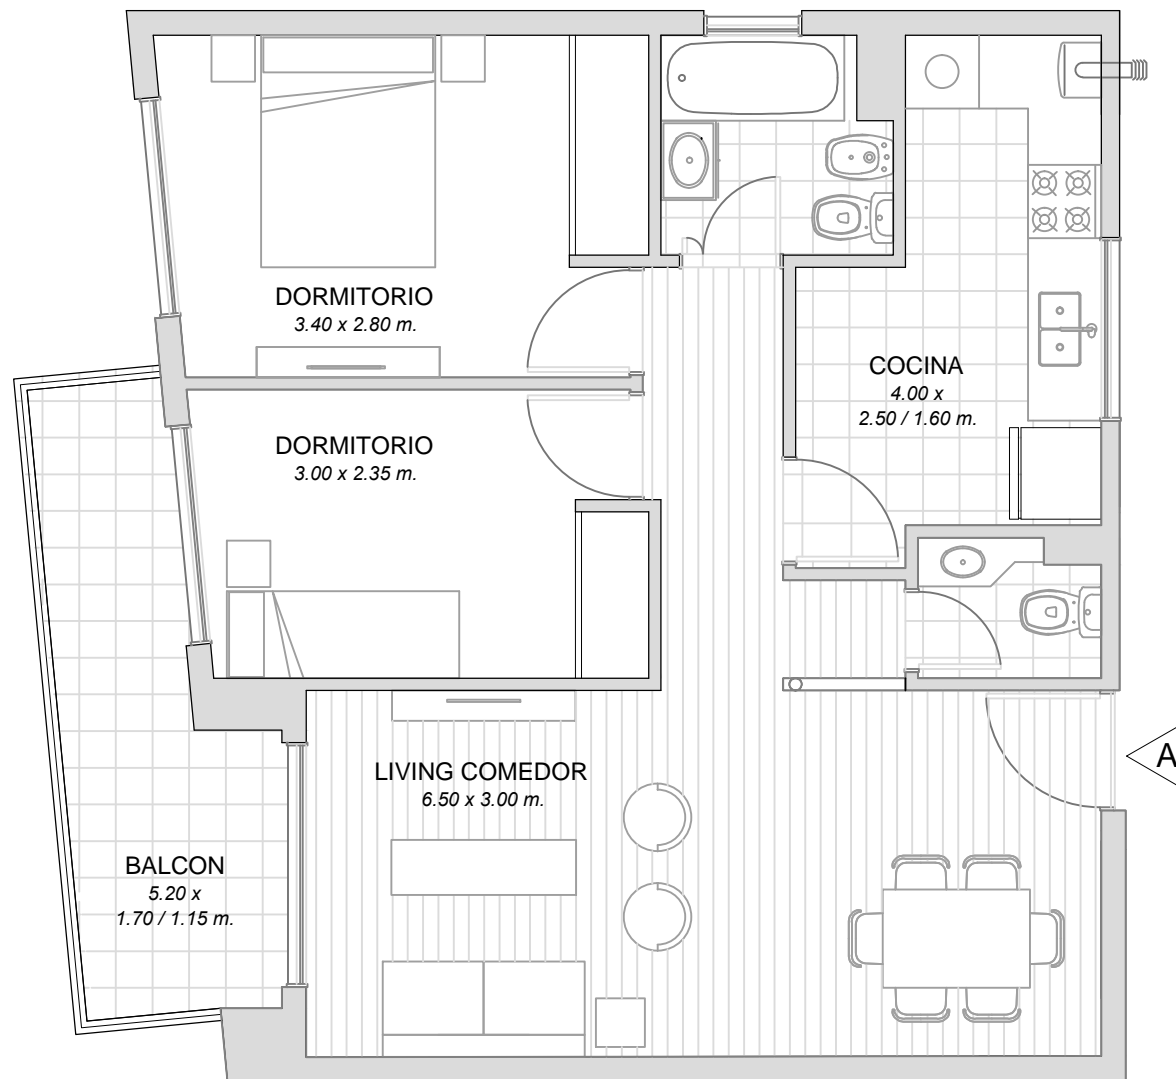 DORMITORIO
3.40 x 2.80 m.
COCINA
4.00 x
2.50 / 1.60 m.
DORMITORIO
3.00 x 2.35 m.
LIVING COMEDOR
6.50 x 3.00 m.
A
BALCON
5.20 x
1.70 / 1.15 m.